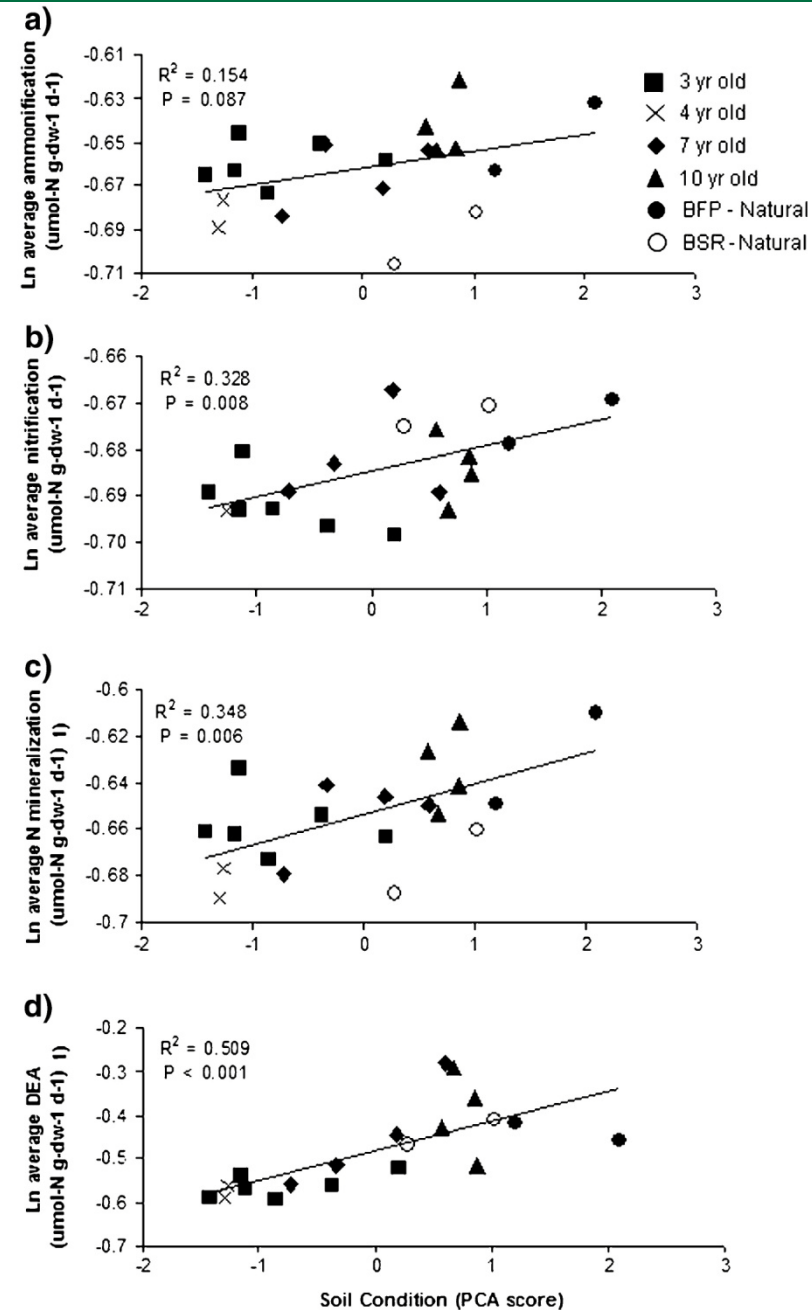 a)
Ln average ammonification
(umol-N g-dw-1 d-1)
-0.61
-0.63
-0.65
-0.67
-0.69
-0.71
R² = 0.154
P = 0.087
3 yr old
4 yr old
7 yr old
10 yr old
BFP - Natural
BSR - Natural
-2 -1 0 1 2 3
b)
Ln average nitrification
(umol-N g-dw-1 d-1)
-0.66
-0.67
-0.68
-0.69
-0.70
-0.71
R² = 0.328
P = 0.008
-2 -1 0 1 2 3
c)
Ln average N mineralization
(umol-N g-dw-1 d-1) 1)
-0.6
-0.62
-0.64
-0.66
-0.68
-0.7
R² = 0.348
P = 0.006
-2 -1 0 1 2 3
d)
Ln average DEA
(umol-N g-dw-1 d-1) 1)
-0.2
-0.3
-0.4
-0.5
-0.6
-0.7
R² = 0.509
P < 0.001
-2 -1 0 1 2 3
Soil Condition (PCA score)